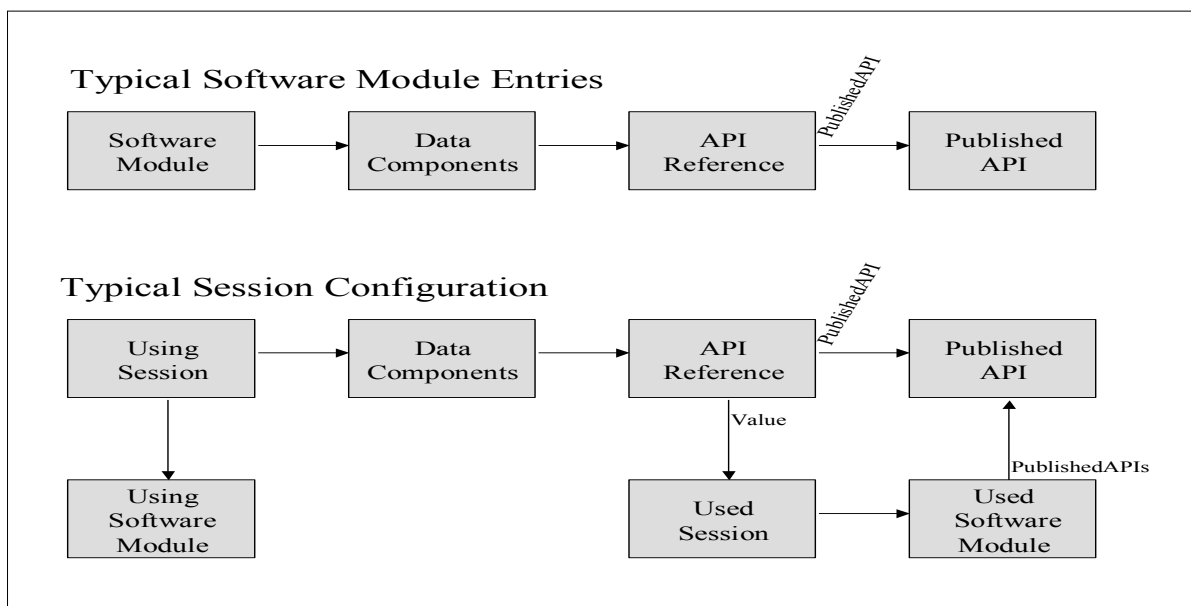 Typical Software Module Entries
PublishedAPI
Software
Module
Data
Components
API
Reference
Published
API
Typical Session Configuration
PublishedAPI
Using
Session
Data
Components
API
Reference
Published
API
Value
PublishedAPIs
Using
Software
Module
Used
Session
Used
Software
Module